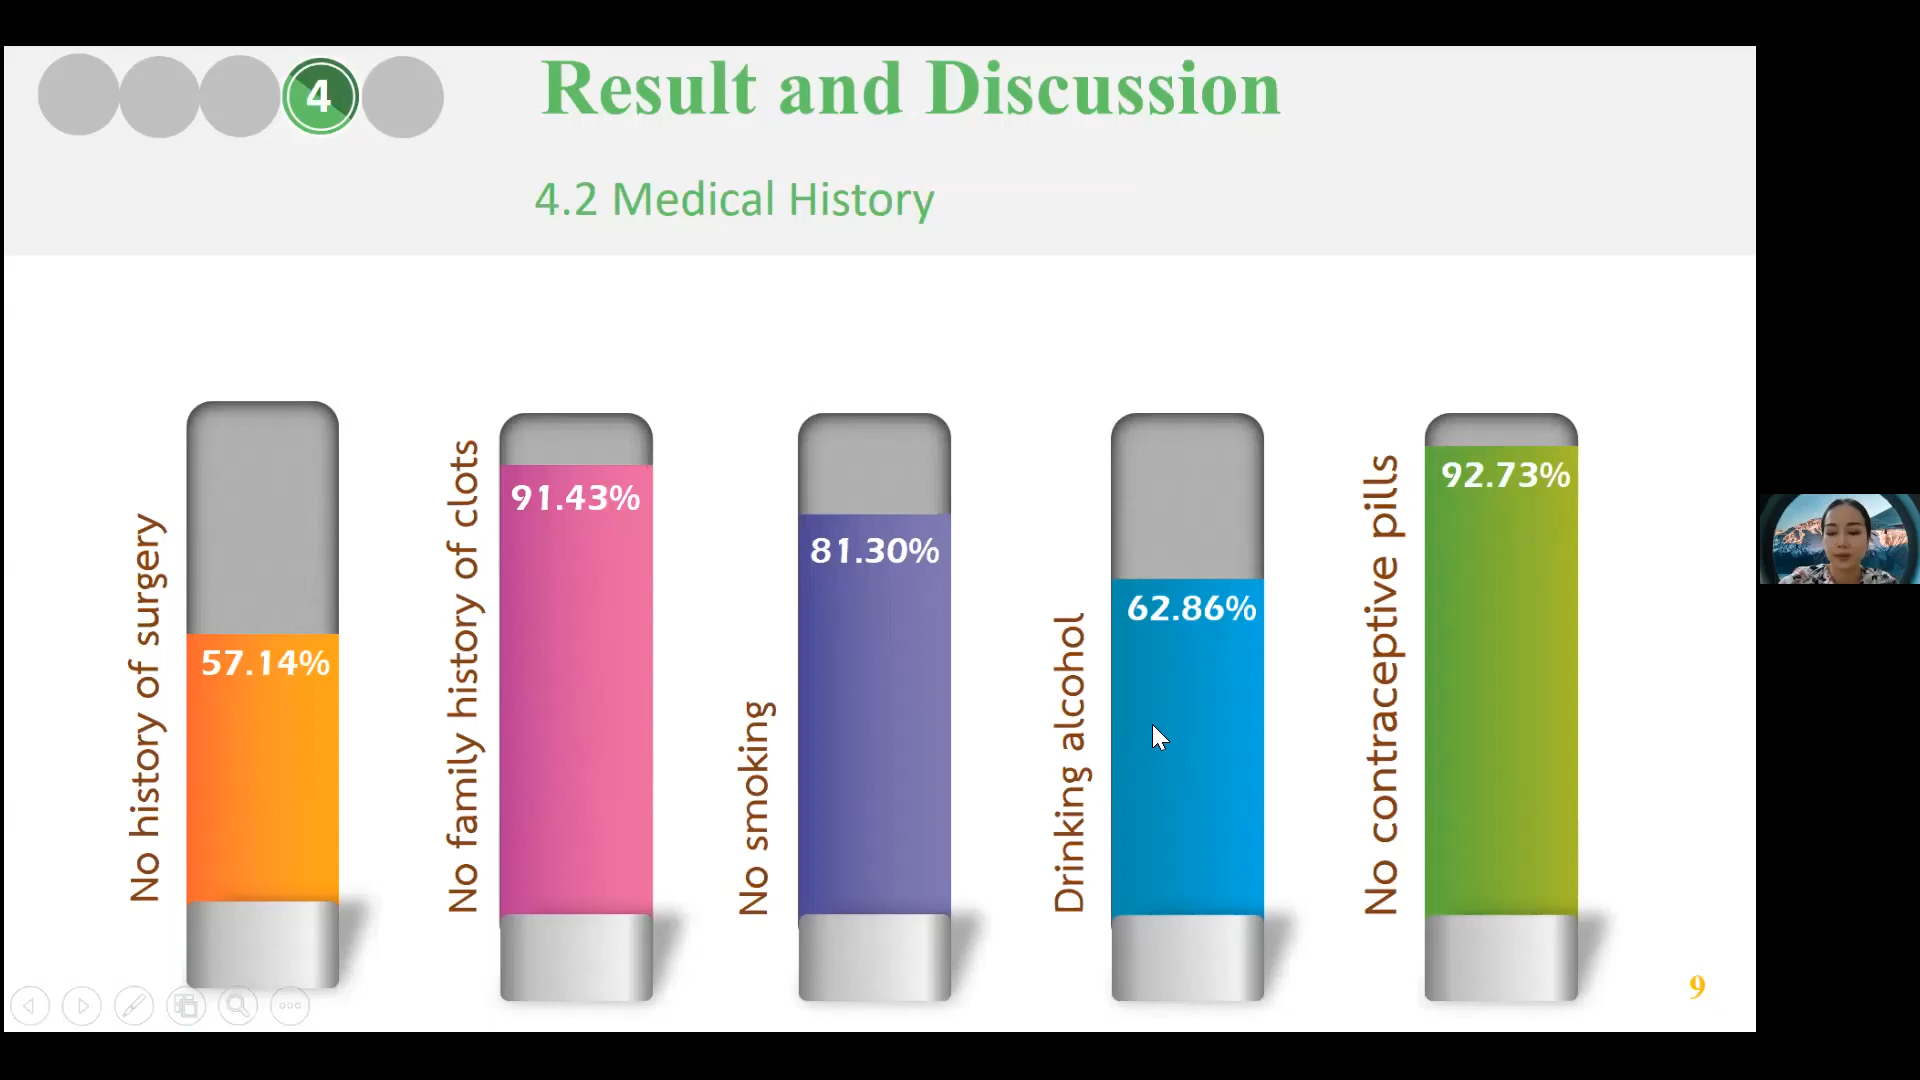 4
Result and Discussion
4.2 Medical History
No history of surgery
57.14%
No family history of clots
91.43%
No smoking
81.30%
Drinking alcohol
62.86%
No contraceptive pills
92.73%
9